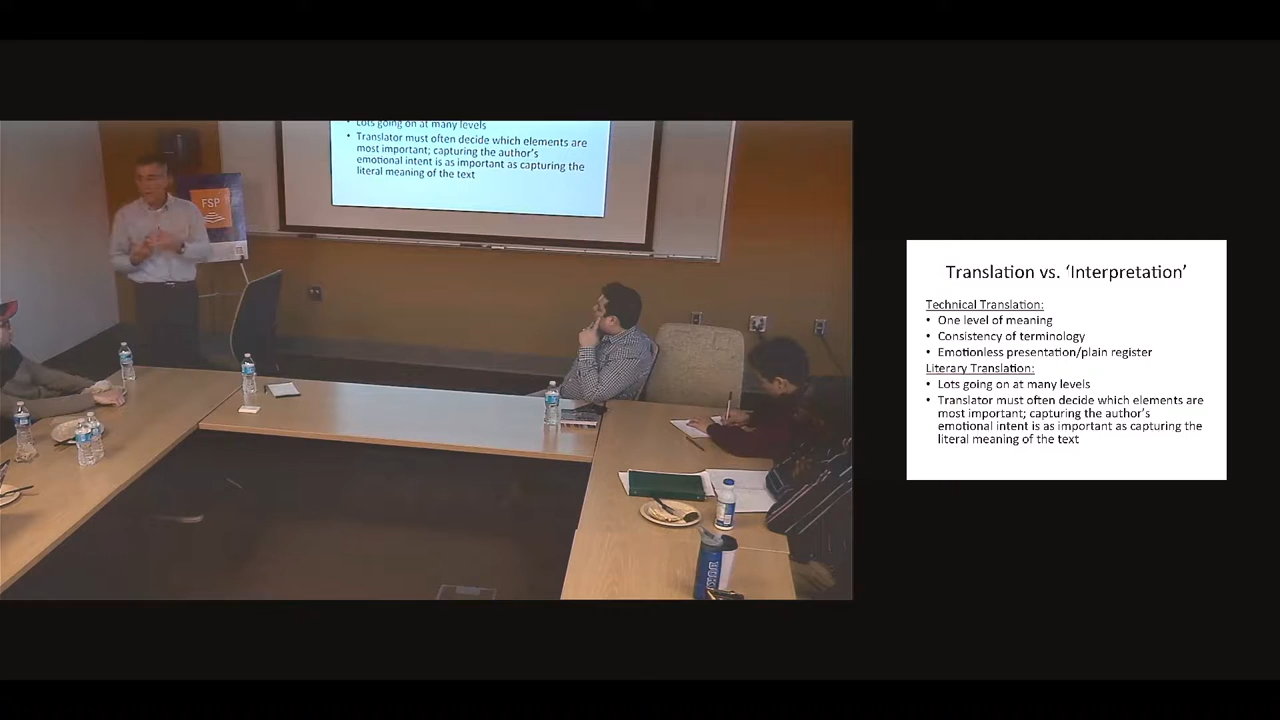 Lots going on at many levels
• Translator must often decide which elements are
most important; capturing the author's
emotional intent is as important as capturing the
literal meaning of the text
FSP
Translation vs. 'Interpretation'
Technical Translation:
• One level of meaning
• Consistency of terminology
• Emotionless presentation/plain register
Literary Translation:
• Lots going on at many levels
• Translator must often decide which elements are
most important; capturing the author's
emotional intent is as important as capturing the
literal meaning of the text